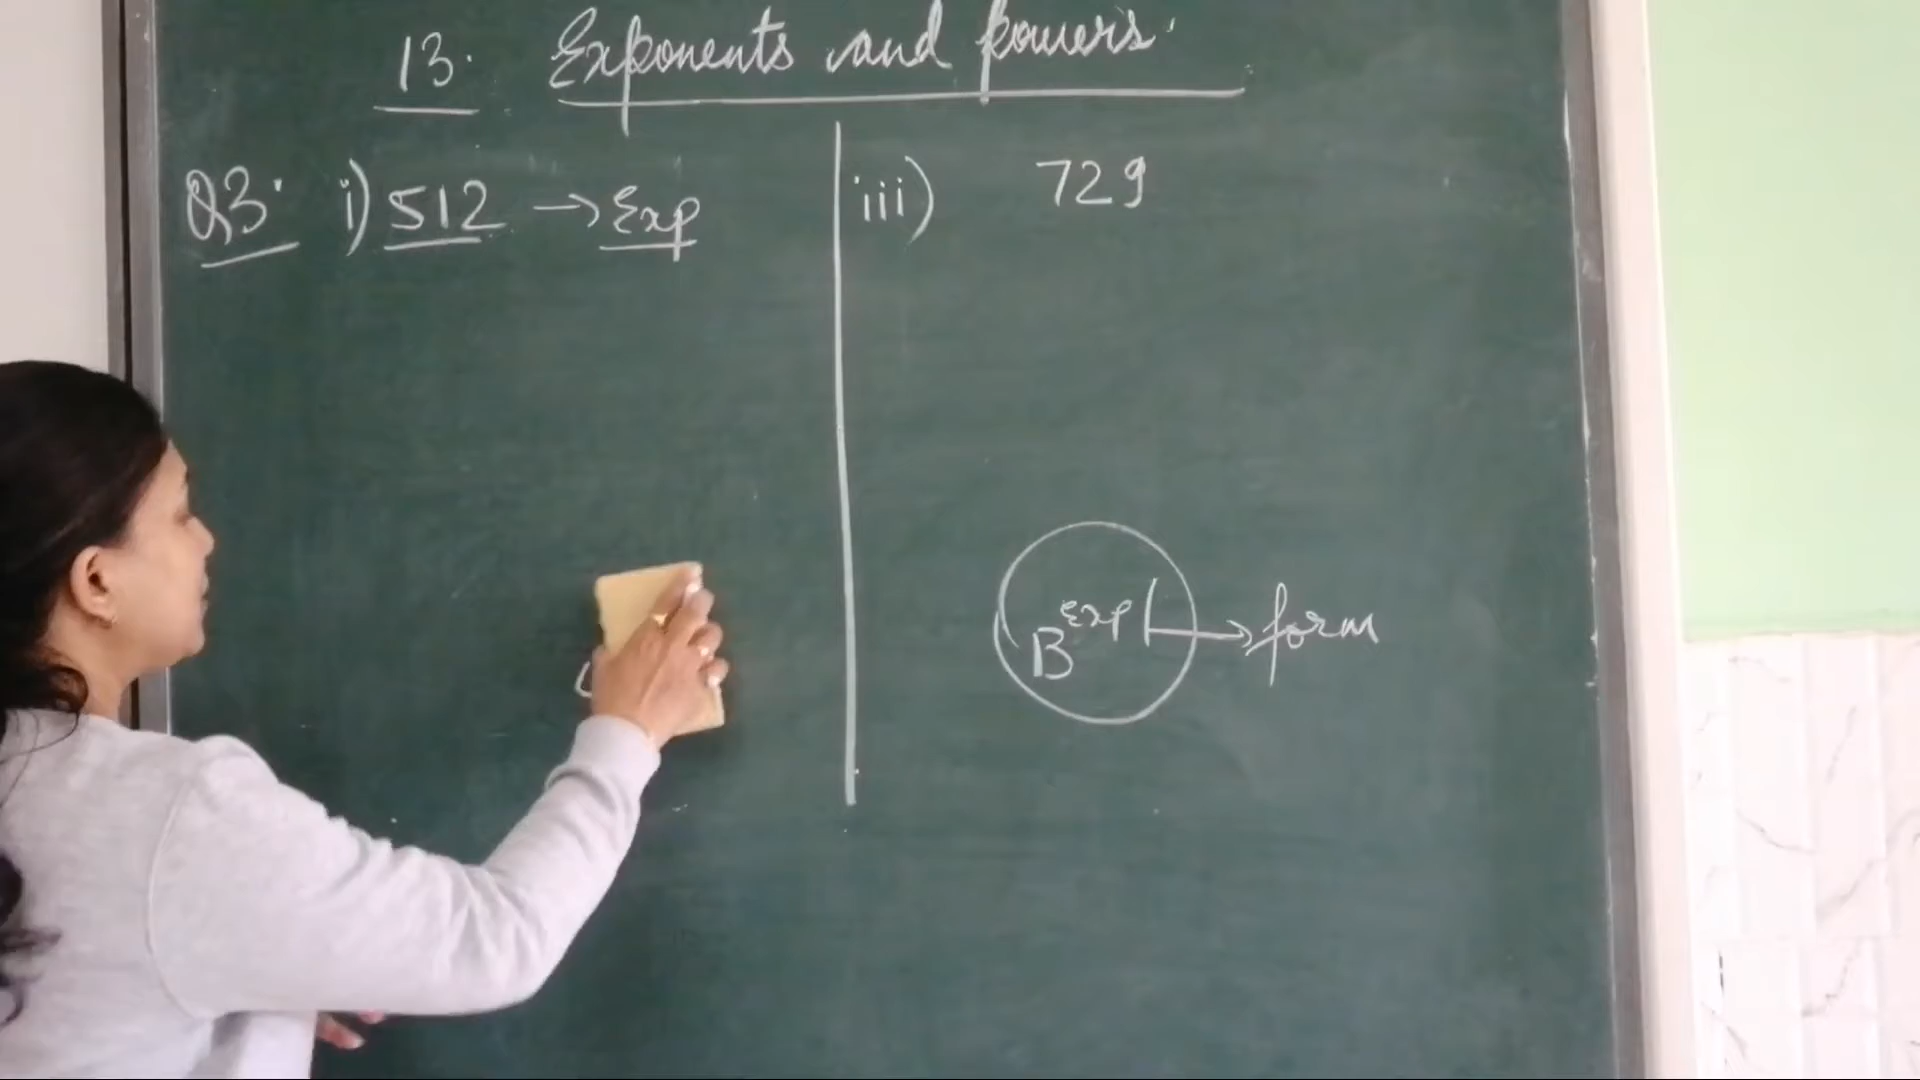 13. Exponents and powers.
Q3. i) 512 → Exp
iii) 729
B^Exp → form